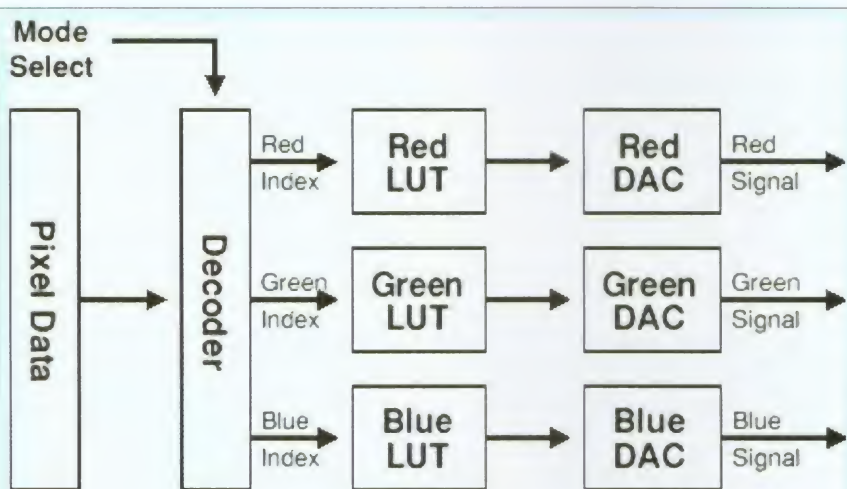 Mode
Select
Pixel Data
Decoder
Red
Index
Red
LUT
Red
DAC
Red
Signal
Green
Index
Green
LUT
Green
DAC
Green
Signal
Blue
Index
Blue
LUT
Blue
DAC
Blue
Signal